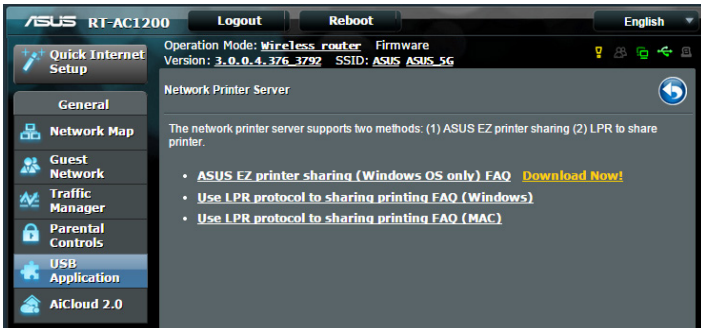 ASUS RT-AC1200 Logout Reboot English
Quick Internet
Setup
Operation Mode: Wireless router Firmware
Version: 3.0.0.4.376_3792 SSID: ASUS ASUS_5G
General
Network Map
Guest
Network
Traffic
Manager
Parental
Controls
USB
Application
AiCloud 2.0
Network Printer Server
The network printer server supports two methods: (1) ASUS EZ printer sharing (2) LPR to share
printer.
• ASUS EZ printer sharing (Windows OS only) FAQ Download Now!
• Use LPR protocol to sharing printing FAQ (Windows)
• Use LPR protocol to sharing printing FAQ (MAC)